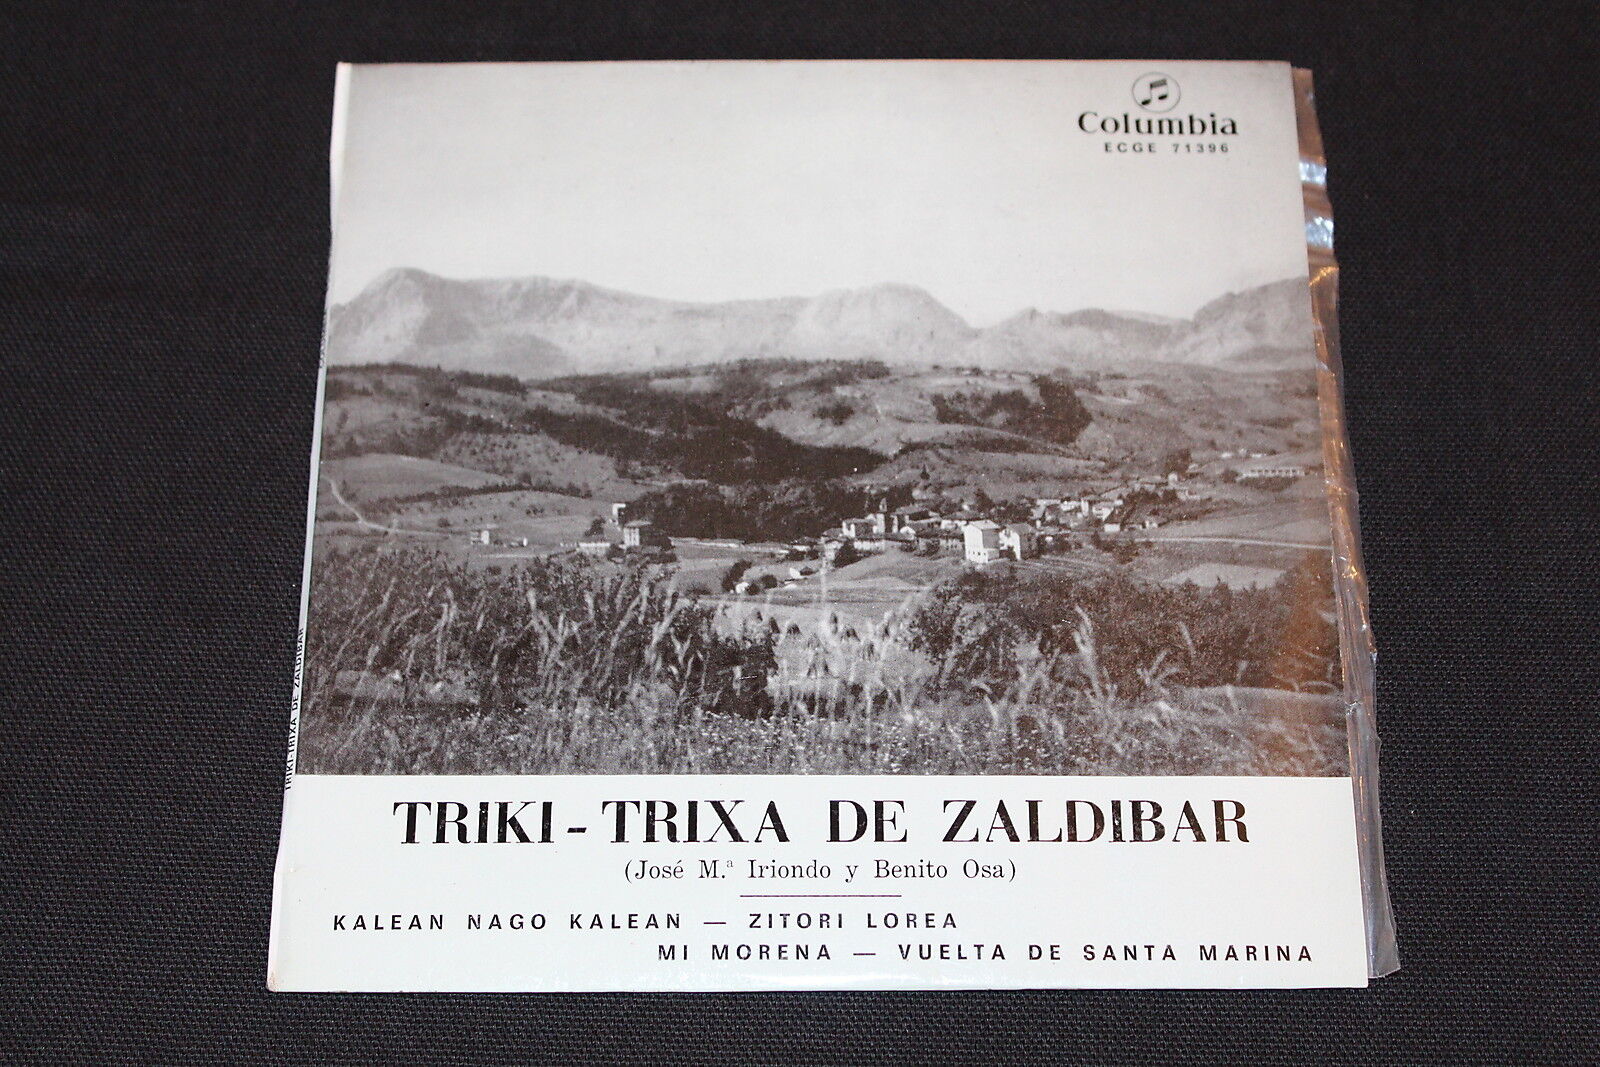 Columbia
ECGE 71396
TRIKI-TRIXA DE ZALDIBAR
TRIKI - TRIXA DE ZALDIBAR
(José M.ª Iriondo y Benito Osa)
KALEAN NAGO KALEAN — ZITORI LOREA
MI MORENA — VUELTA DE SANTA MARINA